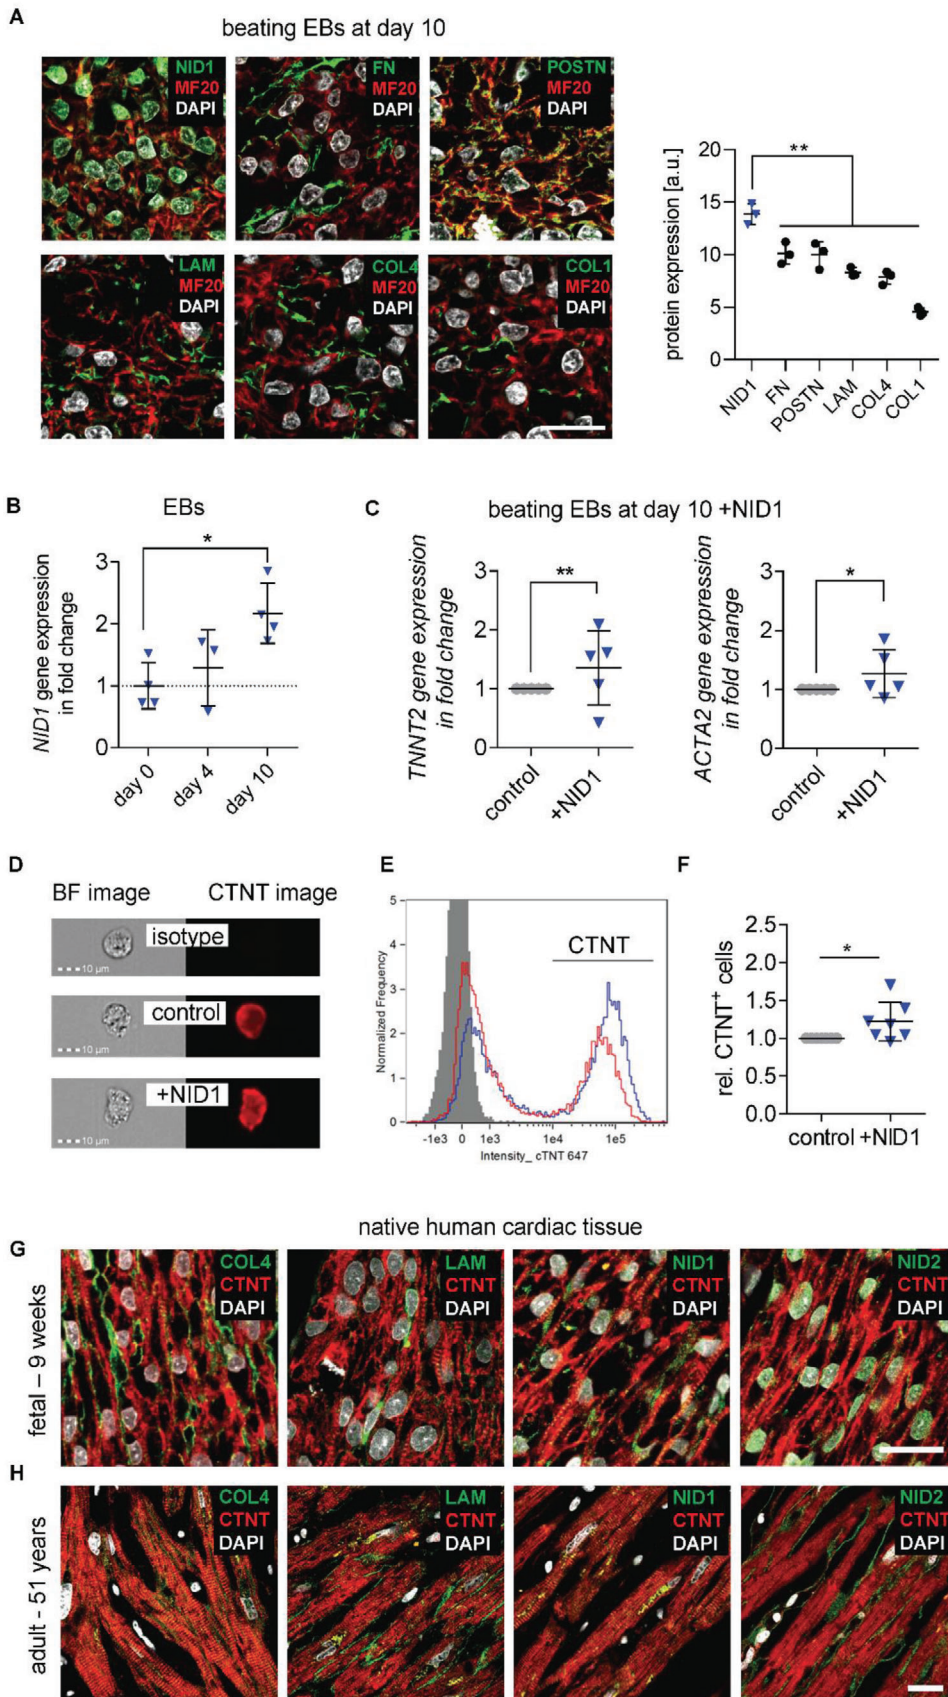 A
beating EBs at day 10
NID1
MF20
DAPI
FN
MF20
DAPI
POSTN
MF20
DAPI
LAM
MF20
DAPI
COL4
MF20
DAPI
COL1
MF20
DAPI
protein expression [a.u.]
20
15
10
5
0
**
NID1
FN
POSTN
LAM
COL4
COL1
B
EBs
NID1 gene expression
in fold change
3
2
1
0
*
day 0
day 4
day 10
C
beating EBs at day 10 +NID1
TNNT2 gene expression
in fold change
3
2
1
0
**
control
+NID1
ACTA2 gene expression
in fold change
3
2
1
0
*
control
+NID1
D
BF image
CTNT image
isotype
10 µm
control
10 µm
+NID1
10 µm
E
Normalized Frequency
5
4
3
2
1
0
CTNT
-1e3
0
1e3
1e4
1e5
Intensity_ cTNT 647
F
rel. CTNT+ cells
2.5
2.0
1.5
1.0
0.5
0.0
*
control +NID1
native human cardiac tissue
G
fetal – 9 weeks
COL4
CTNT
DAPI
LAM
CTNT
DAPI
NID1
CTNT
DAPI
NID2
CTNT
DAPI
H
adult - 51 years
COL4
CTNT
DAPI
LAM
CTNT
DAPI
NID1
CTNT
DAPI
NID2
CTNT
DAPI